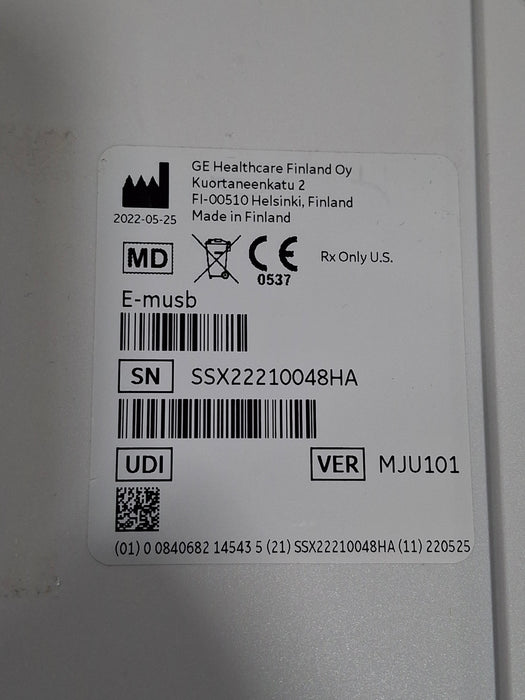 GE Healthcare Finland Oy
Kuortaneenkatu 2
FI-00510 Helsinki, Finland
Made in Finland
2022-05-25
MD
CE
0537
Rx Only U.S.
E-musb
SN SSX22210048HA
UDI
VER MJU101
(01) 0 0840682 14543 5 (21) SSX22210048HA (11) 220525